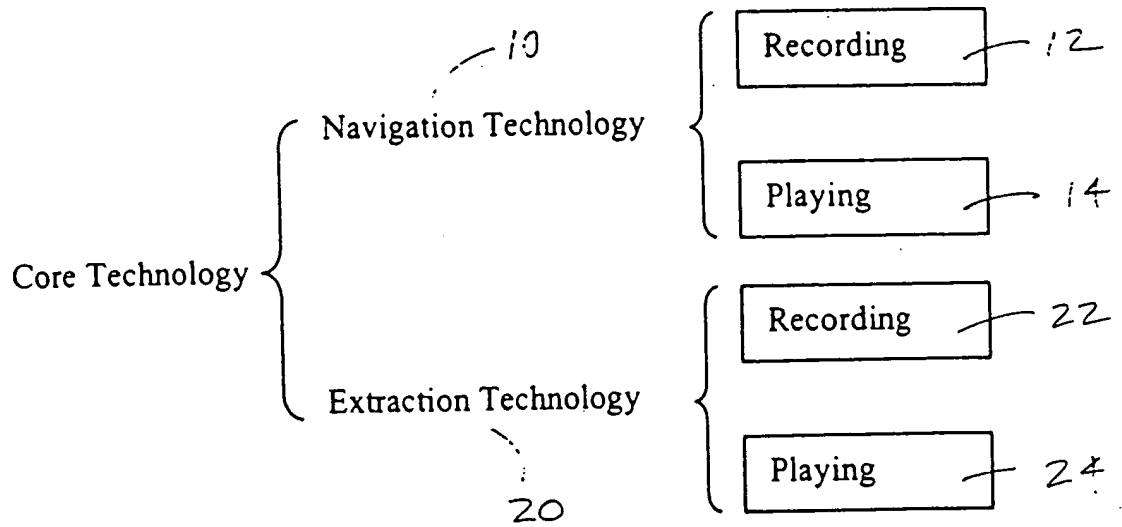 10
Recording 12
Navigation Technology
Playing 14
Core Technology
Recording 22
Extraction Technology
Playing 24
20